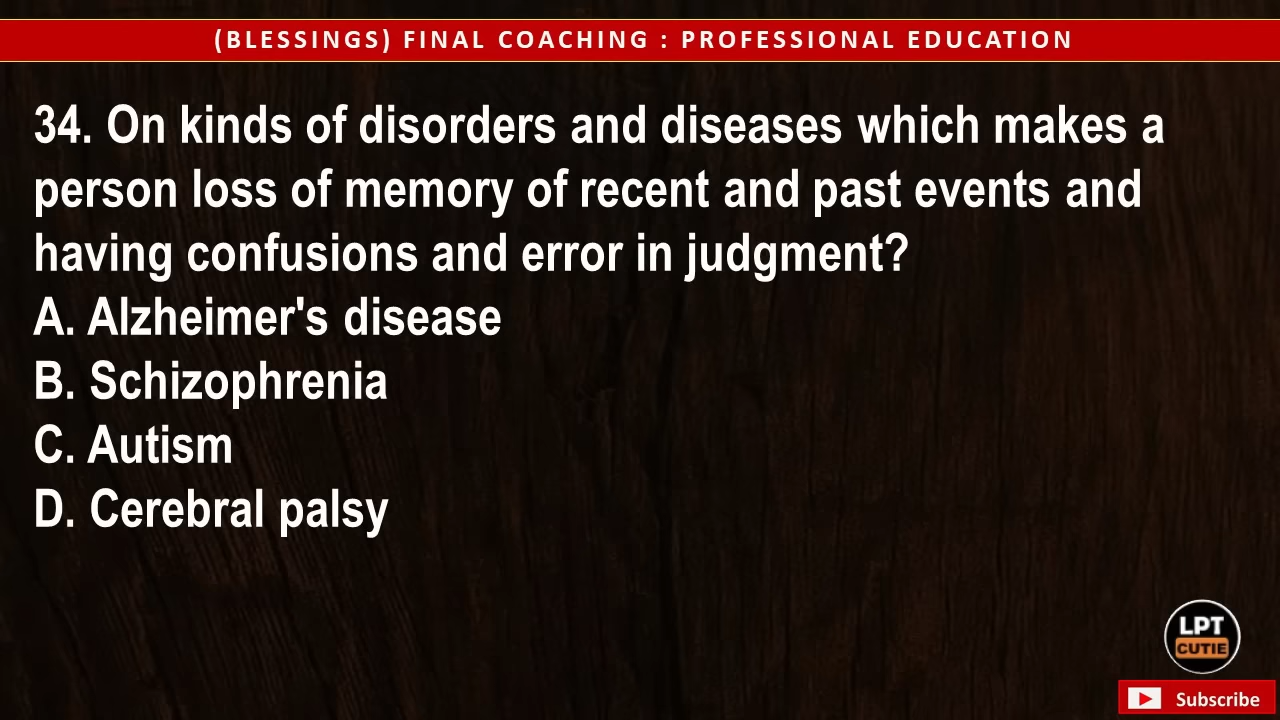 (BLESSINGS) FINAL COACHING : PROFESSIONAL EDUCATION
34. On kinds of disorders and diseases which makes a
person loss of memory of recent and past events and
having confusions and error in judgment?
A. Alzheimer's disease
B. Schizophrenia
C. Autism
D. Cerebral palsy
LPT
CUTIE
Subscribe